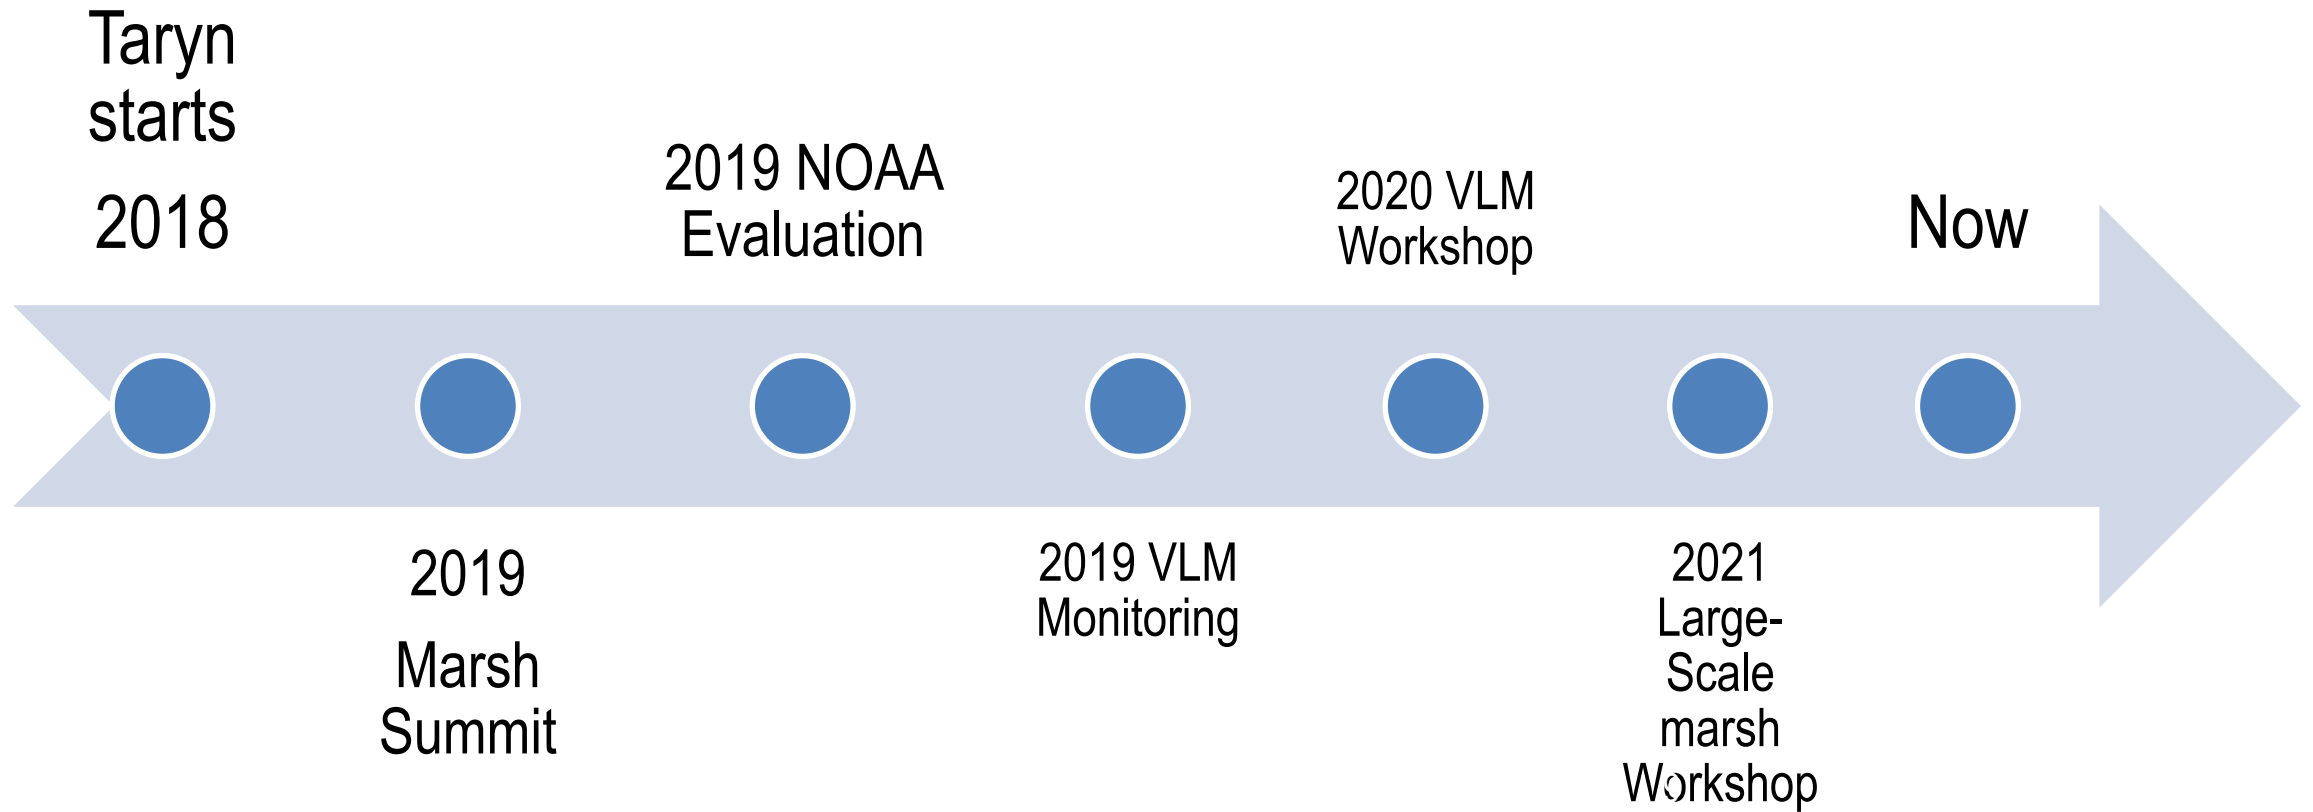 Taryn
starts
2018
2019
Marsh
Summit
2019 NOAA
Evaluation
2019 VLM
Monitoring
2020 VLM
Workshop
2021
Large-
Scale
marsh
Workshop
Now